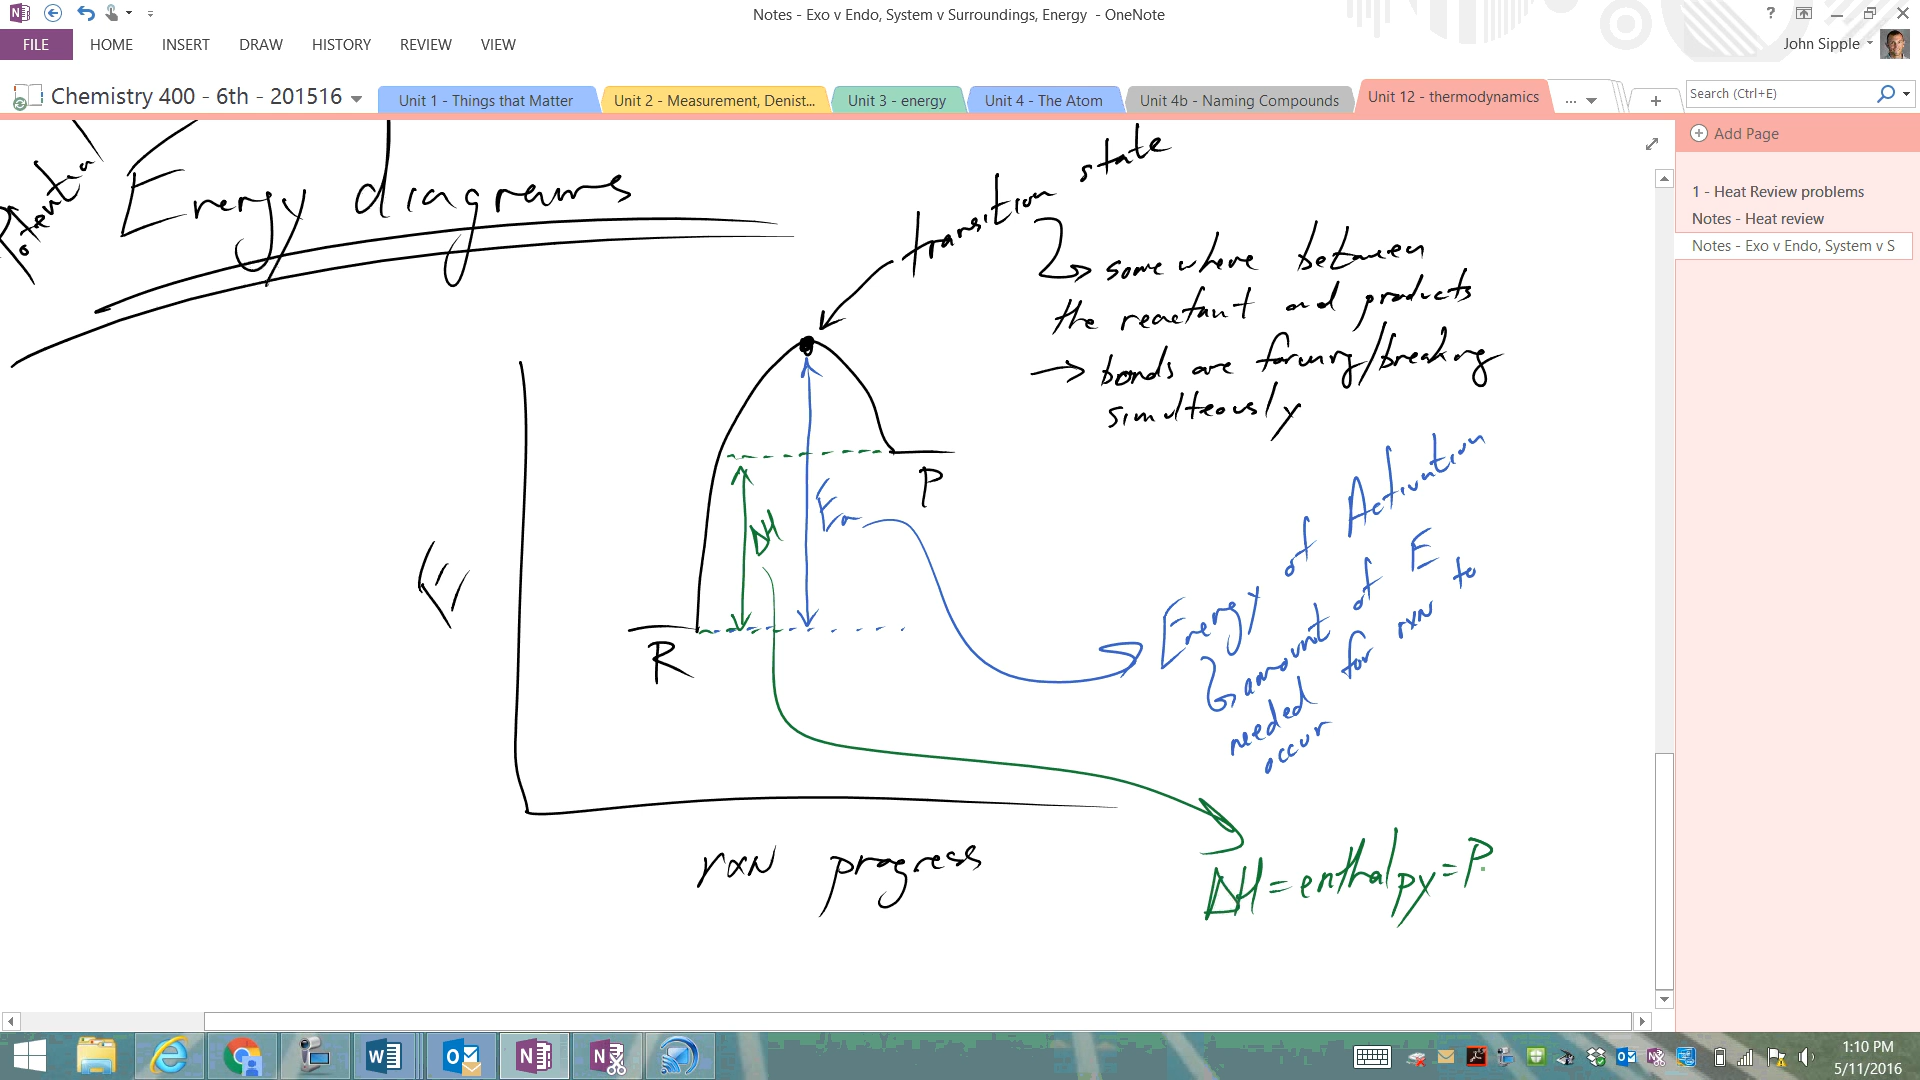 Notes - Exo v Endo, System v Surroundings, Energy - OneNote
?
FILE HOME INSERT DRAW HISTORY REVIEW VIEW
John Sipple
Chemistry 400 - 6th - 201516
Unit 1 - Things that Matter
Unit 2 - Measurement, Denist...
Unit 3 - energy
Unit 4 - The Atom
Unit 4b - Naming Compounds
Unit 12 - thermodynamics
...
Search (Ctrl+E)
Add Page
1 - Heat Review problems
Notes - Heat review
Notes - Exo v Endo, System v S
Potential
Energy diagrams
transition state
somewhere between
the reactant and products
→ bonds are forming/breaking
simulteously
P
ΔH
Ea
E
R
Energy of Activation
amount of E
needed for rxn to
occur
rxn progress
ΔH = enthalpy = P
1:10 PM
5/11/2016